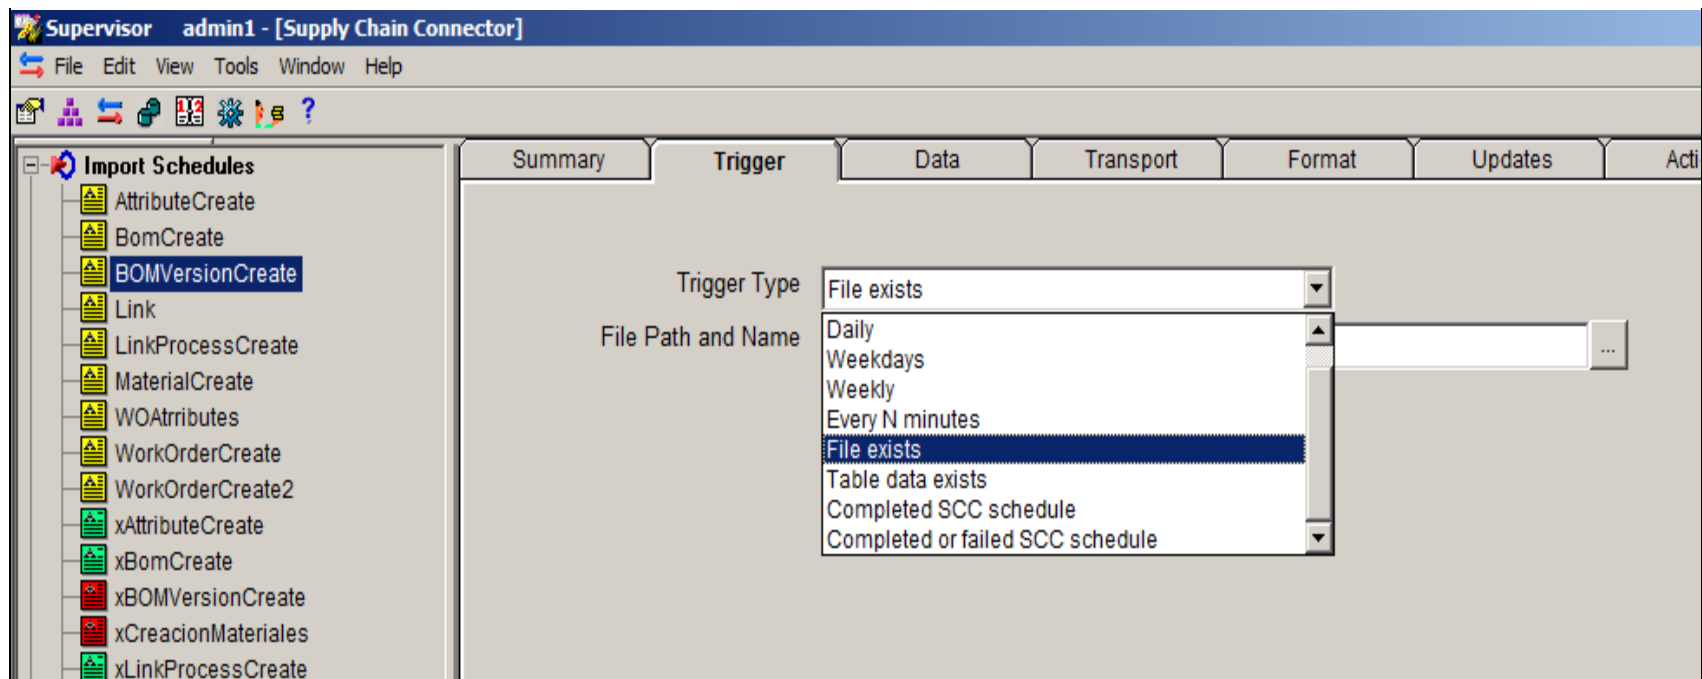 Supervisor admin1 - [Supply Chain Connector]
File Edit View Tools Window Help
Import Schedules
AttributeCreate
BomCreate
BOMVersionCreate
Link
LinkProcessCreate
MaterialCreate
WOAtrributes
WorkOrderCreate
WorkOrderCreate2
xAttributeCreate
xBomCreate
xBOMVersionCreate
xCreacionMateriales
xLinkProcessCreate
Summary Trigger Data Transport Format Updates Acti
Trigger Type File exists
File Path and Name ...
Daily
Weekdays
Weekly
Every N minutes
File exists
Table data exists
Completed SCC schedule
Completed or failed SCC schedule